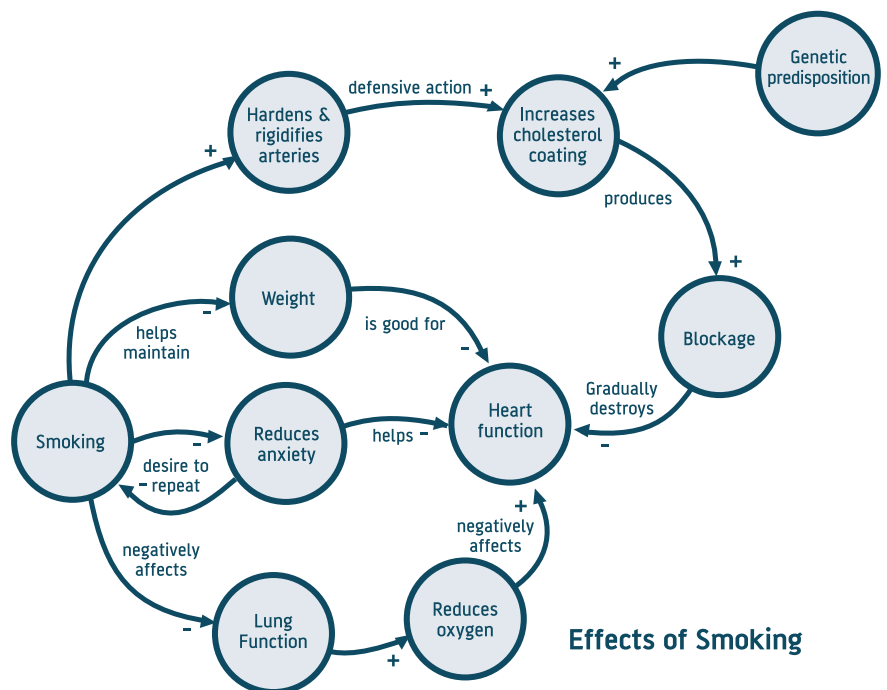 Genetic
predisposition
+
Hardens &
rigidifies
arteries
defensive action +
Increases
cholesterol
coating
+
produces
+
Weight
-
helps
maintain
is good for
-
Blockage
Gradually
destroys
-
Heart
function
Smoking
-
Reduces
anxiety
helps -
desire to
- repeat
+
negatively
affects
negatively
affects
-
Lung
Function
+
Reduces
oxygen
Effects of Smoking